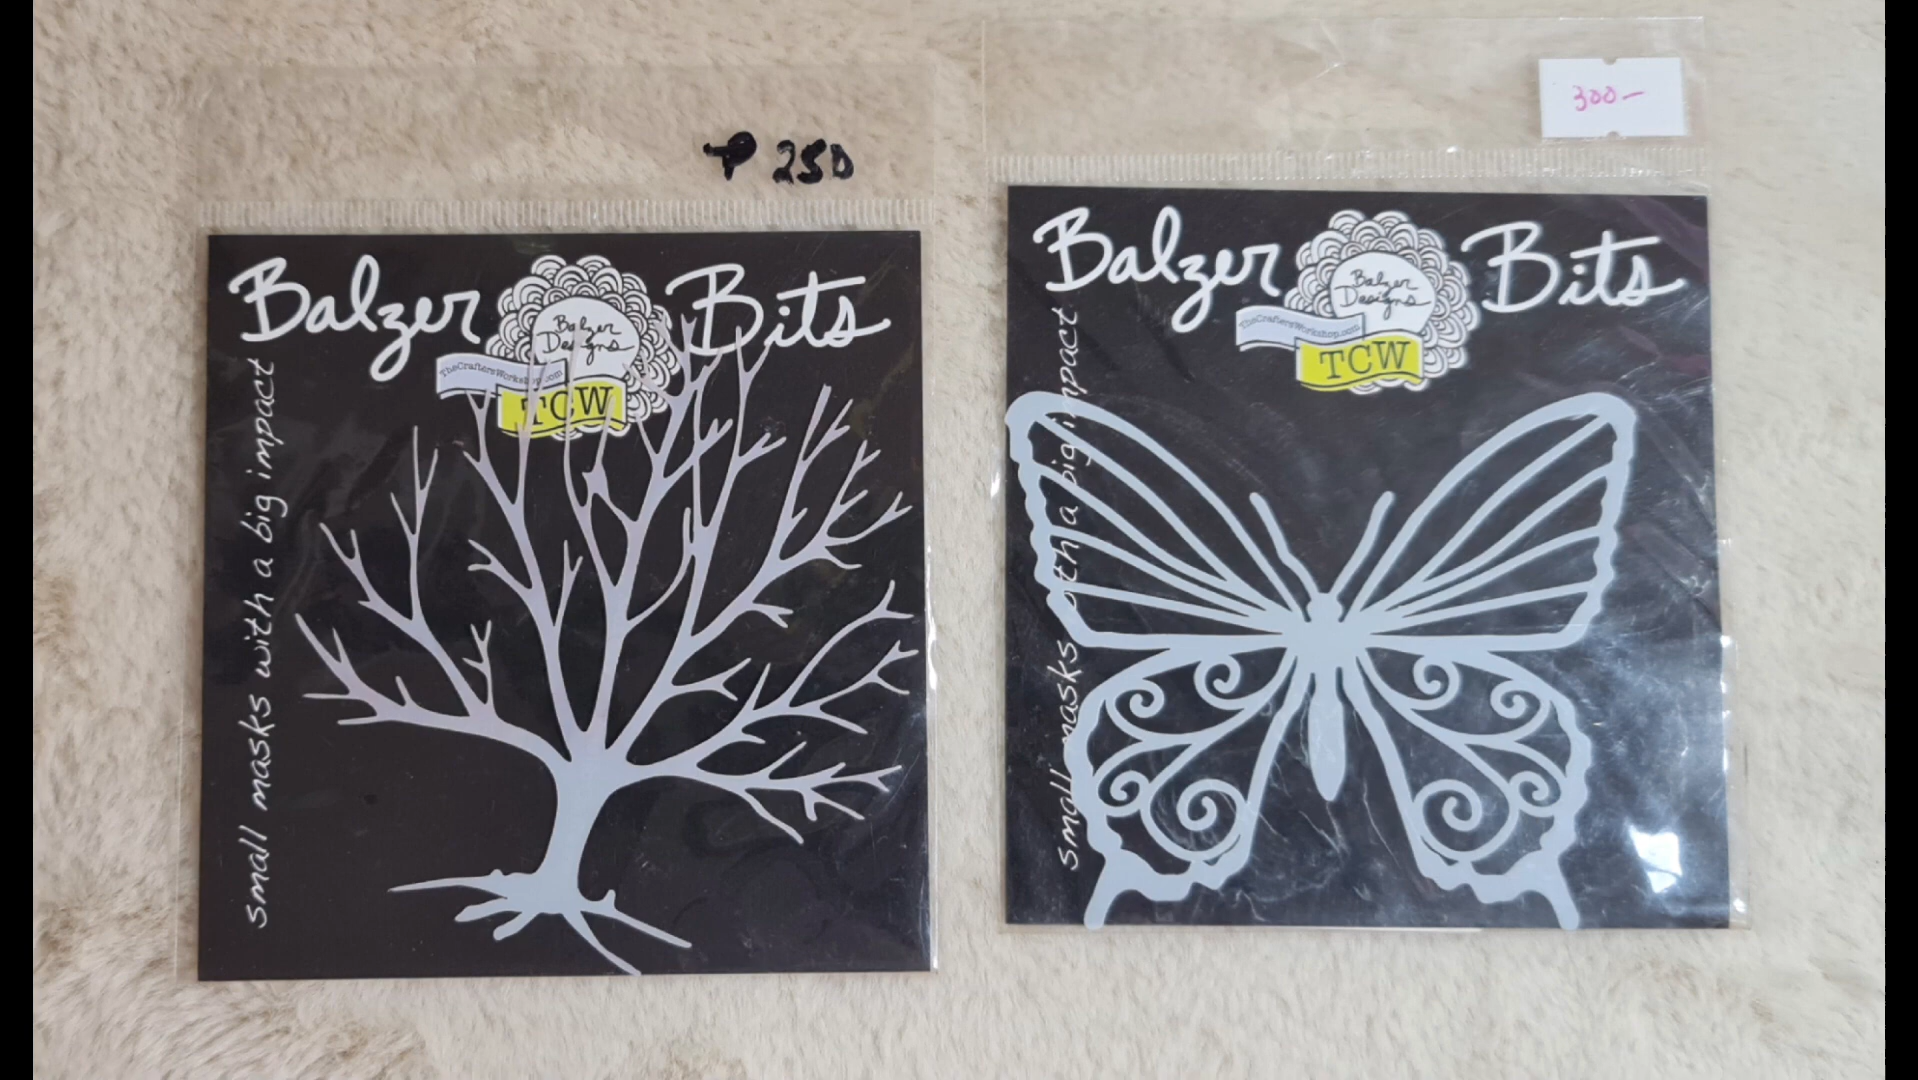 ₱ 250
Balzer Bits
Balzer
Designs
TheCraftersWorkshop.com
TCW
small masks with a big impact
300-
Balzer Bits
Balzer
Designs
TheCraftersWorkshop.com
TCW
small masks with a big impact